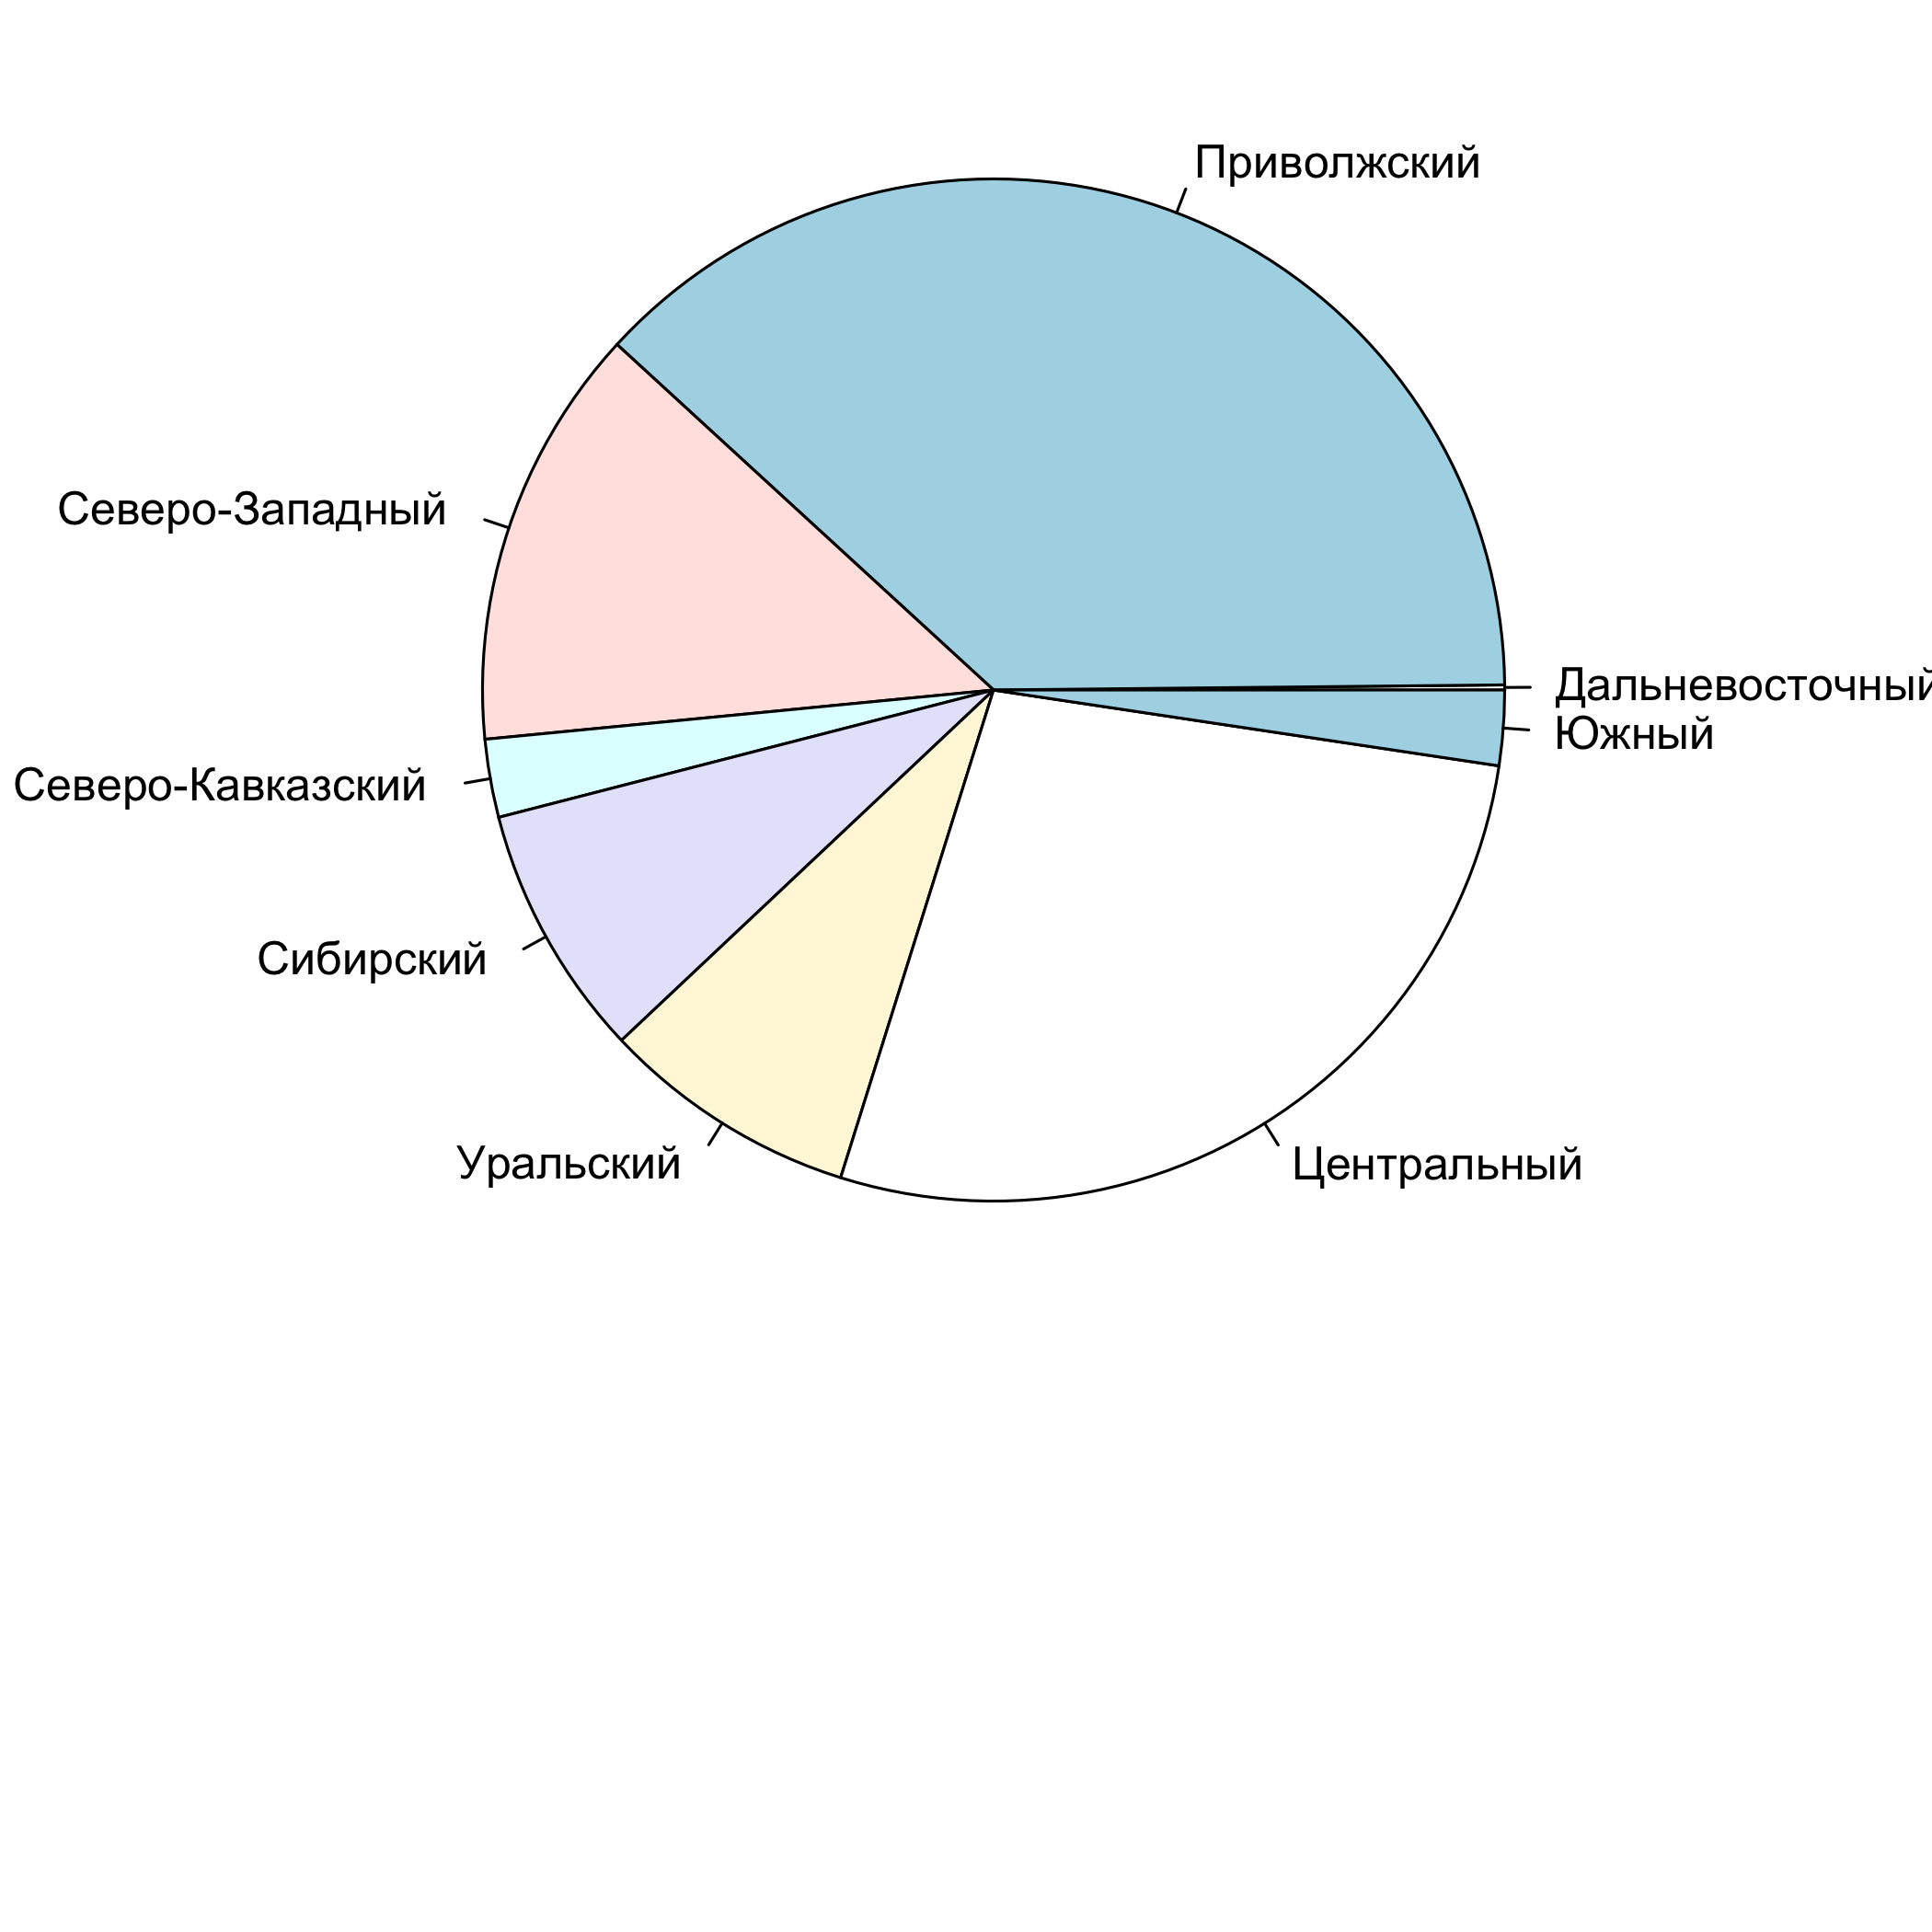 Приволжский
Северо-Западный
Дальневосточный
Южный
Северо-Кавказский
Сибирский
Уральский
Центральный